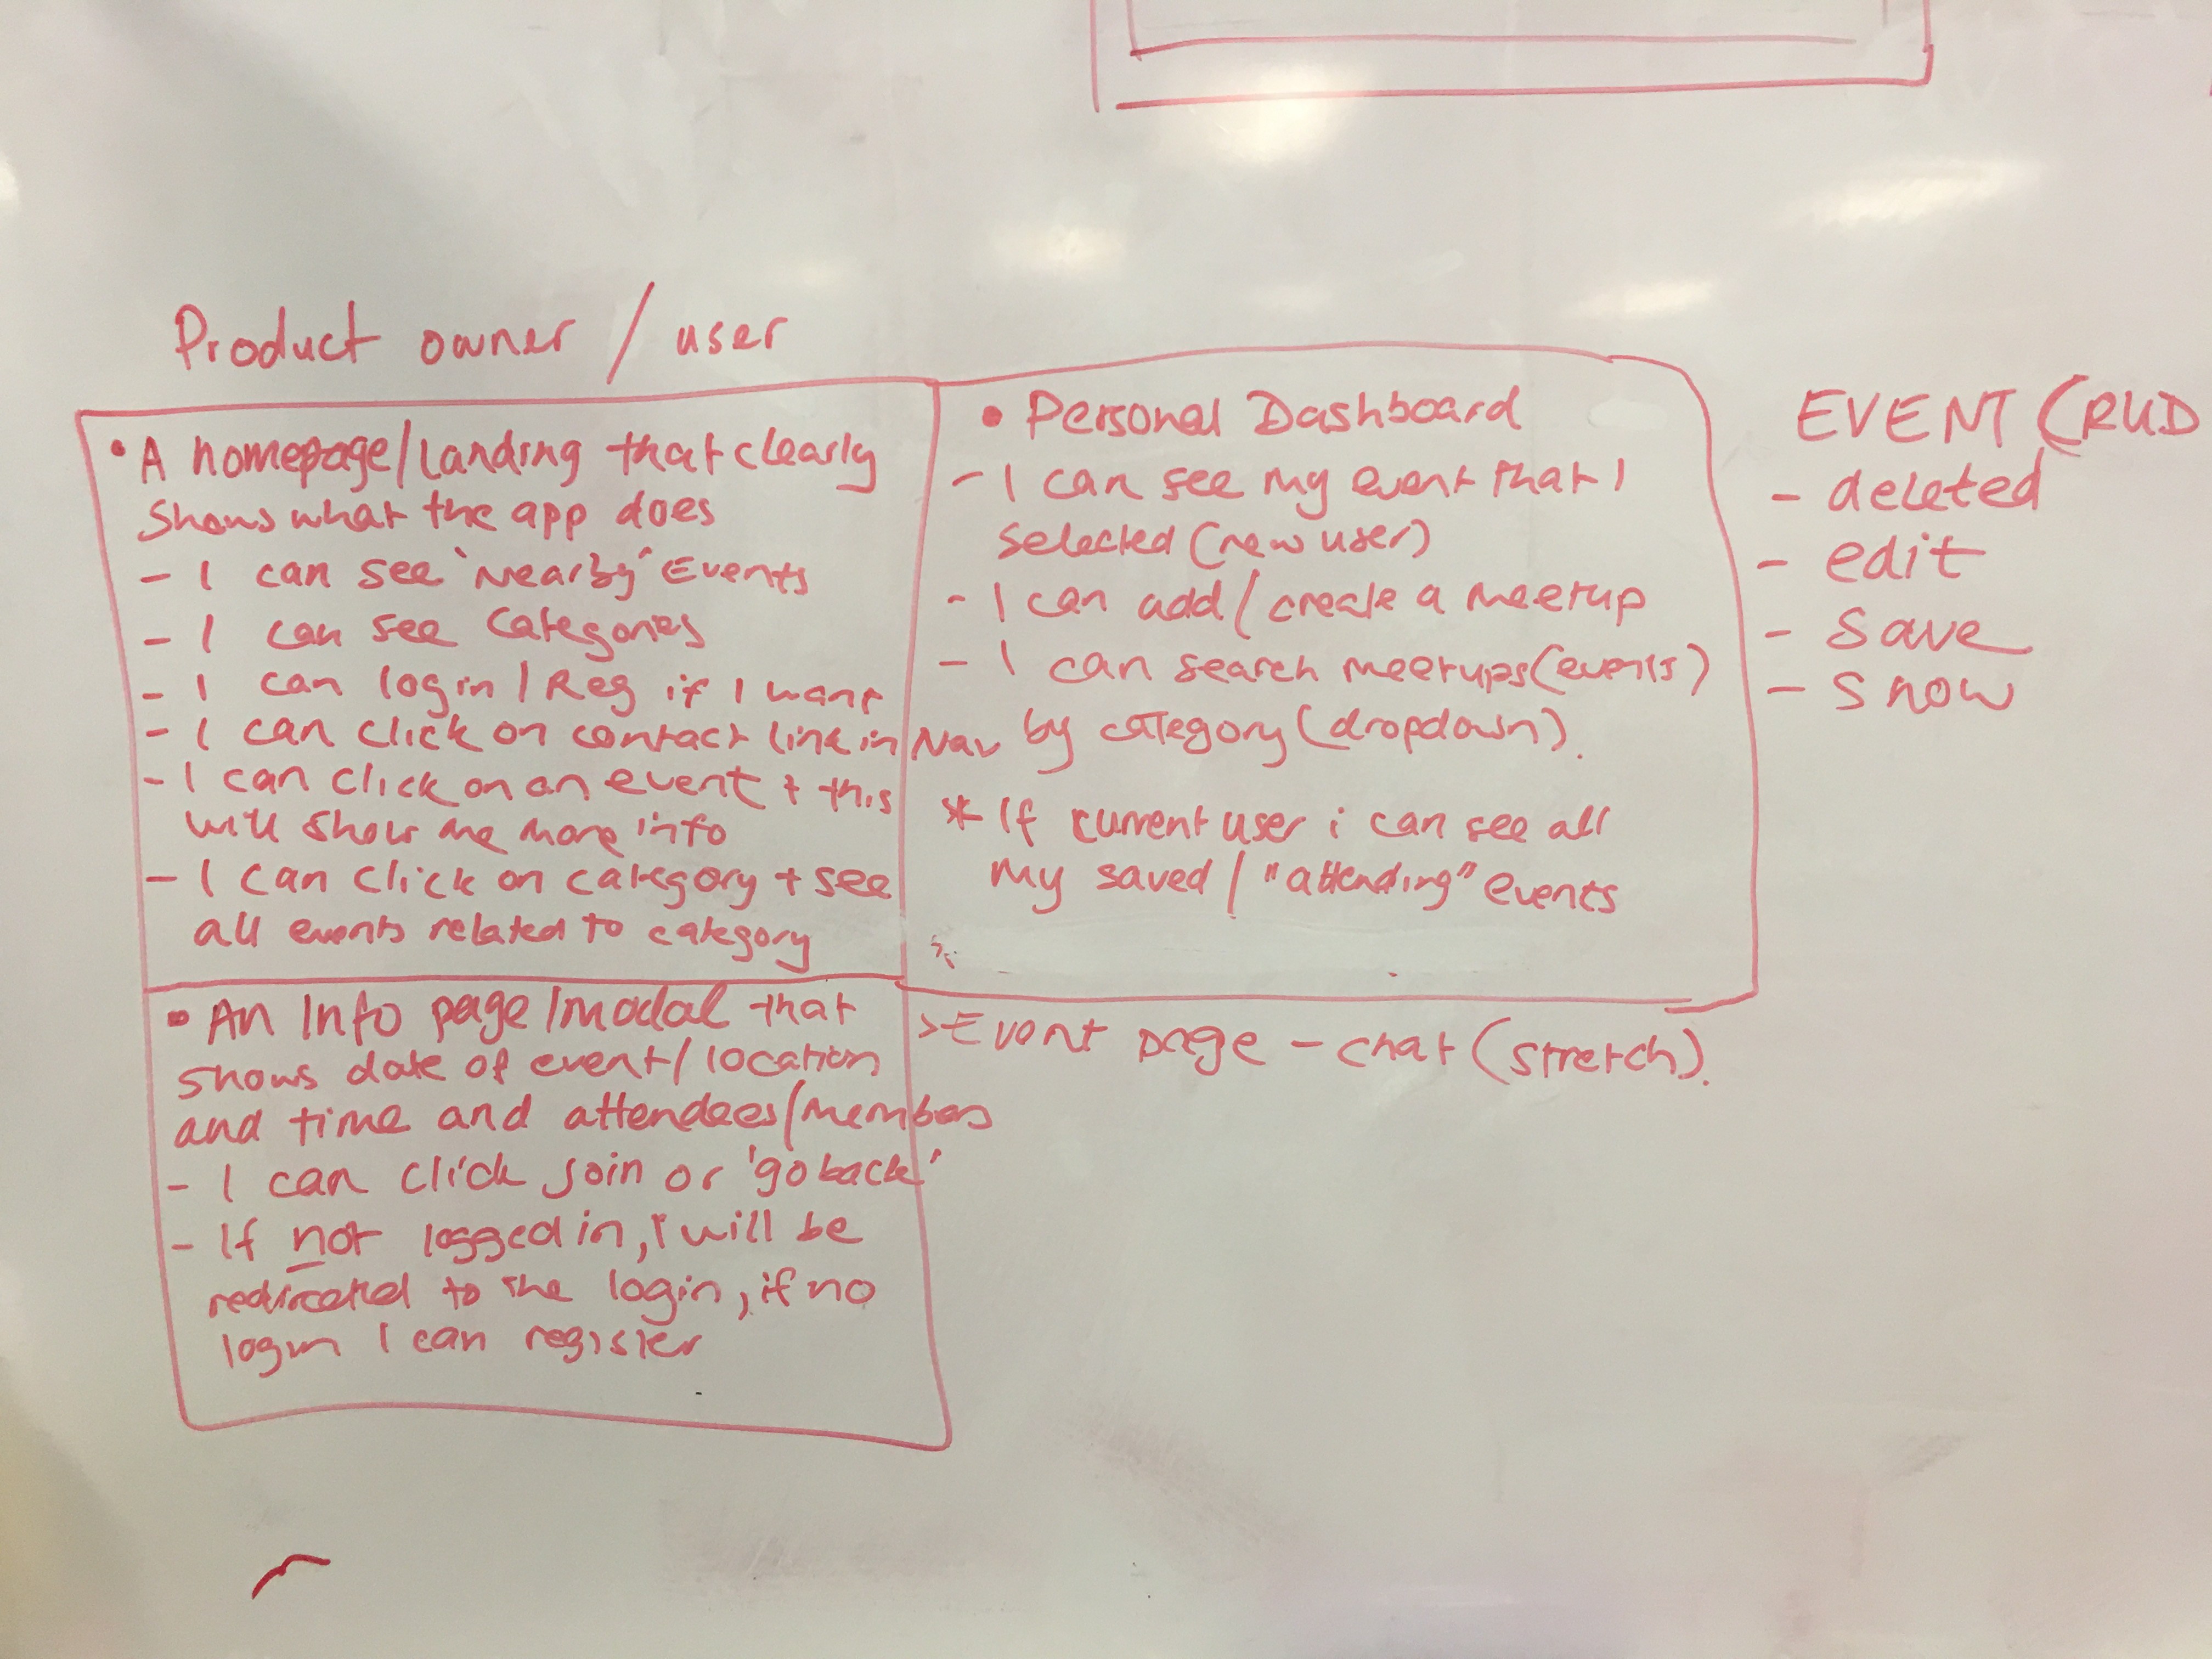 Product owner / user
• A homepage/Landing that clearly
shows what the app does
- I can see 'Nearby' Events
- I can see categories
- I can login / Reg if I want
- I can click on contact link in Nav
- I can click on an event + this
will show me more info
- I can click on category + see
all events related to category
• An Info page/modal that
shows date of event/location
and time and attendees/members
- I can click join or 'go back'
- If not logged in, I will be
redirected to the login, if no
login I can register
• Personal Dashboard
- I can see my event that I
selected (new user)
- I can add/create a meetup
- I can search meetups(events)
by category (dropdown).
* If current user i can see all
my saved / "attending" events
>Event page - chat (stretch).
EVENT CRUD
- deleted
- edit
- save
- show